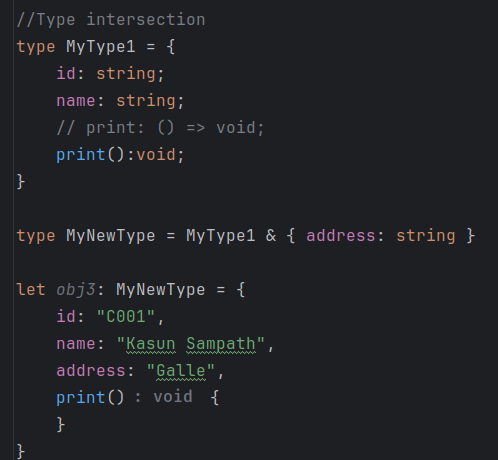 //Type intersection
type MyType1 = {
    id: string;
    name: string;
    // print: () => void;
    print():void;
}

type MyNewType = MyType1 & { address: string }

let obj3: MyNewType = {
    id: "C001",
    name: "Kasun Sampath",
    address: "Galle",
    print() : void {
    }
}